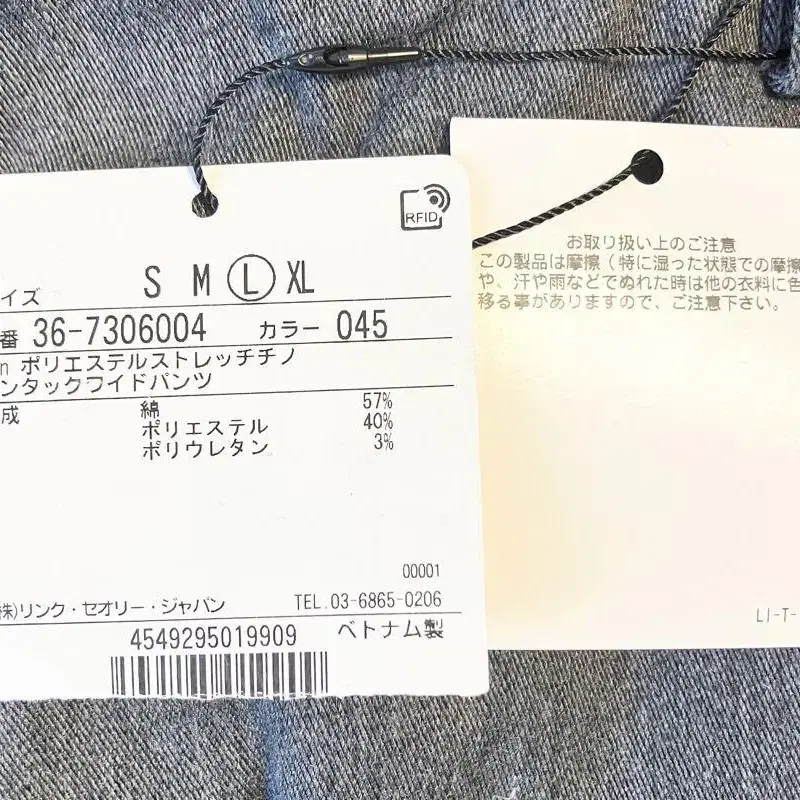 RFID
イズ S M L XL
番 36-7306004 カラー 045
n ポリエステルストレッチチノ
ンタックワイドパンツ
成 綿 57%
ポリエステル 40%
ポリウレタン 3%
00001
株)リンク・セオリー・ジャパン TEL.03-6865-0206
4549295019909 ベトナム製
お取り扱い上のご注意
この製品は摩擦(特に湿った状態での摩擦
や、汗や雨などでぬれた時は他の衣料に色
移る事がありますので、ご注意下さい。
LI-T-